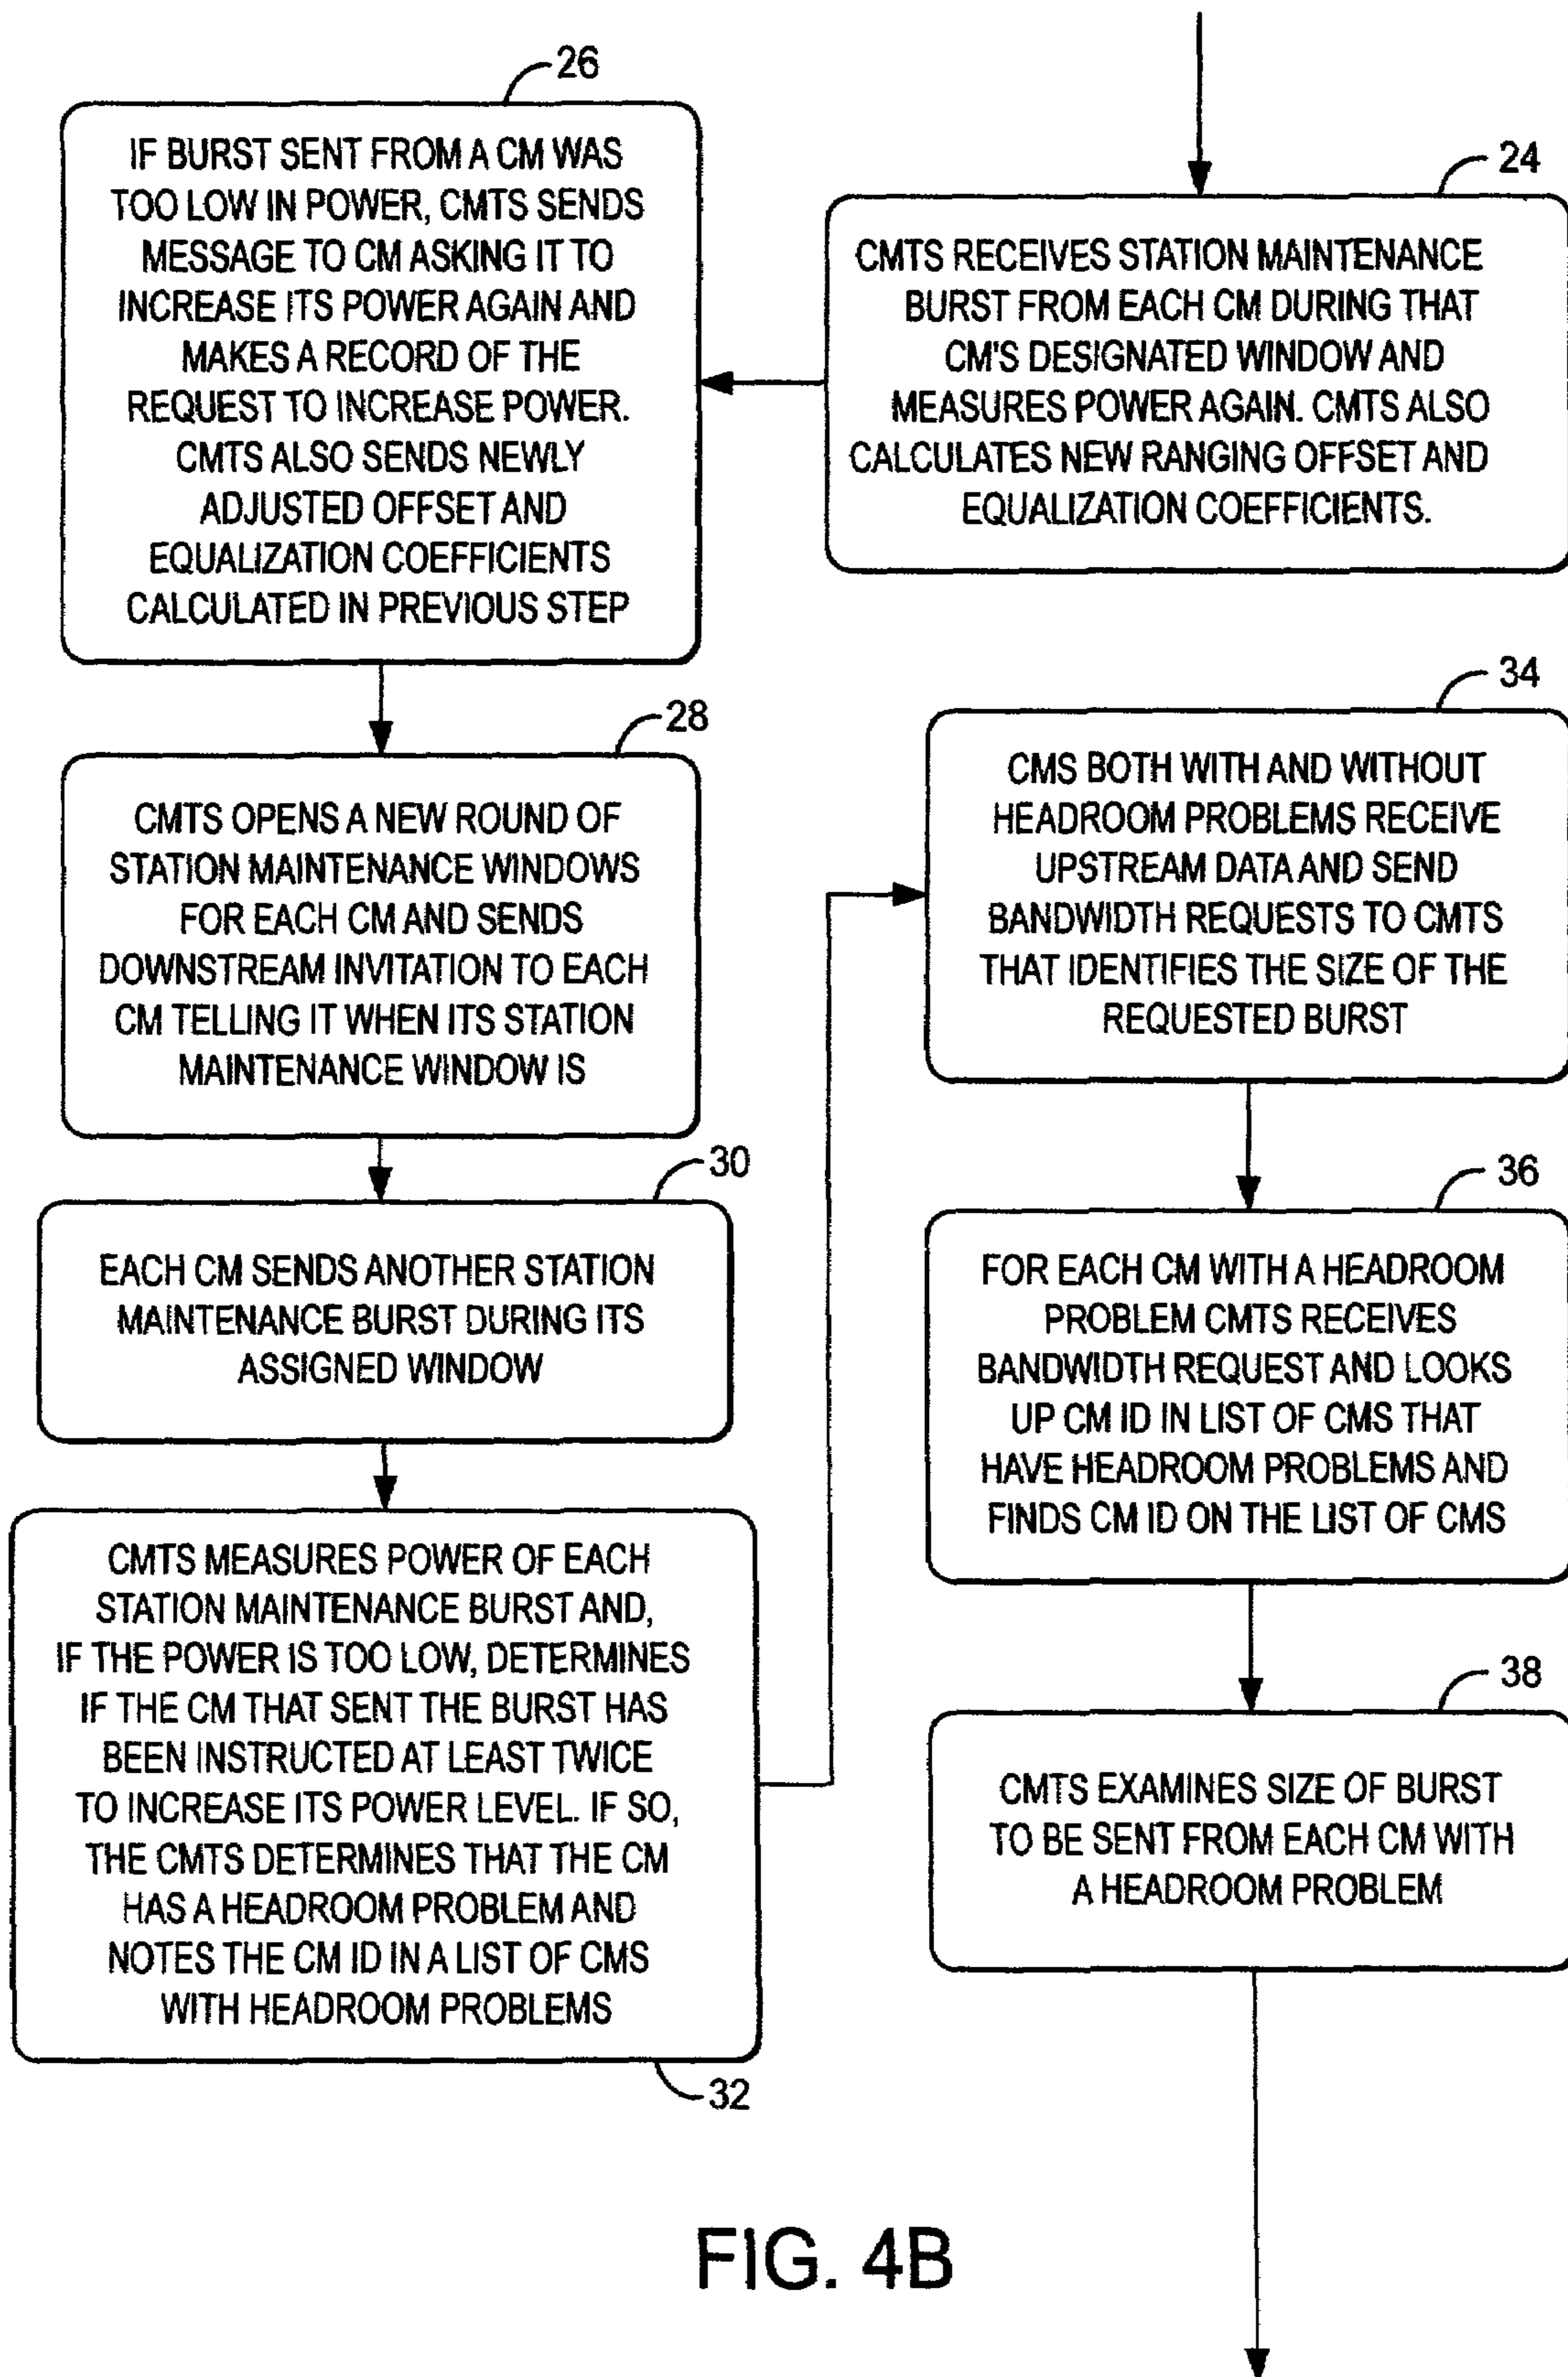 24
CMTS RECEIVES STATION MAINTENANCE
BURST FROM EACH CM DURING THAT
CM'S DESIGNATED WINDOW AND
MEASURES POWER AGAIN. CMTS ALSO
CALCULATES NEW RANGING OFFSET AND
EQUALIZATION COEFFICIENTS.
26
IF BURST SENT FROM A CM WAS
TOO LOW IN POWER, CMTS SENDS
MESSAGE TO CM ASKING IT TO
INCREASE ITS POWER AGAIN AND
MAKES A RECORD OF THE
REQUEST TO INCREASE POWER.
CMTS ALSO SENDS NEWLY
ADJUSTED OFFSET AND
EQUALIZATION COEFFICIENTS
CALCULATED IN PREVIOUS STEP
28
CMTS OPENS A NEW ROUND OF
STATION MAINTENANCE WINDOWS
FOR EACH CM AND SENDS
DOWNSTREAM INVITATION TO EACH
CM TELLING IT WHEN ITS STATION
MAINTENANCE WINDOW IS
30
EACH CM SENDS ANOTHER STATION
MAINTENANCE BURST DURING ITS
ASSIGNED WINDOW
CMTS MEASURES POWER OF EACH
STATION MAINTENANCE BURST AND,
IF THE POWER IS TOO LOW, DETERMINES
IF THE CM THAT SENT THE BURST HAS
BEEN INSTRUCTED AT LEAST TWICE
TO INCREASE ITS POWER LEVEL. IF SO,
THE CMTS DETERMINES THAT THE CM
HAS A HEADROOM PROBLEM AND
NOTES THE CM ID IN A LIST OF CMS
WITH HEADROOM PROBLEMS
32
34
CMS BOTH WITH AND WITHOUT
HEADROOM PROBLEMS RECEIVE
UPSTREAM DATA AND SEND
BANDWIDTH REQUESTS TO CMTS
THAT IDENTIFIES THE SIZE OF THE
REQUESTED BURST
36
FOR EACH CM WITH A HEADROOM
PROBLEM CMTS RECEIVES
BANDWIDTH REQUEST AND LOOKS
UP CM ID IN LIST OF CMS THAT
HAVE HEADROOM PROBLEMS AND
FINDS CM ID ON THE LIST OF CMS
38
CMTS EXAMINES SIZE OF BURST
TO BE SENT FROM EACH CM WITH
A HEADROOM PROBLEM
FIG. 4B